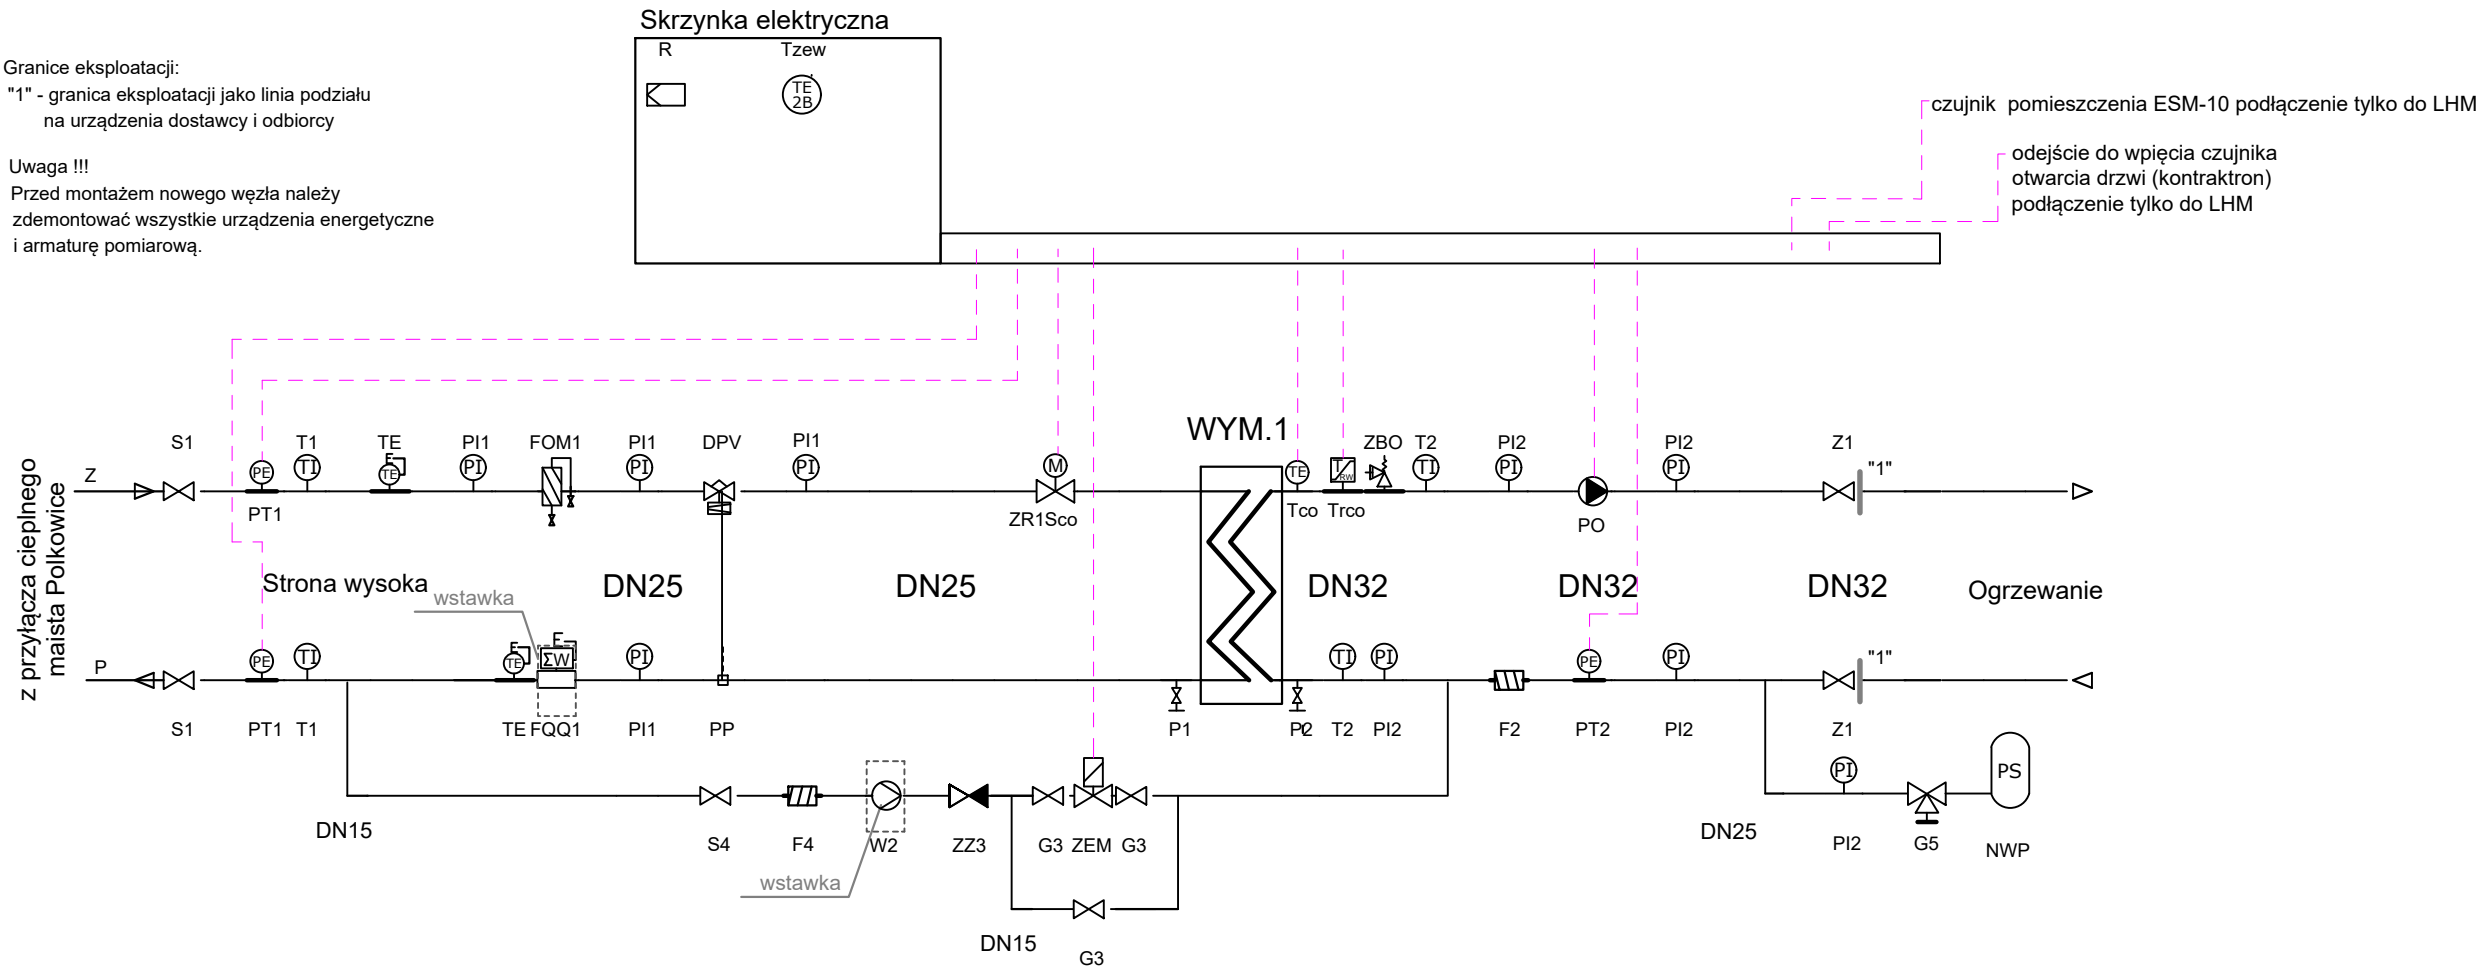 Skrzynka elektryczna
R
Tzew
TE
2B
Granice eksploatacji:
"1" - granica eksploatacji jako linia podziału
na urządzenia dostawcy i odbiorcy
Uwaga !!!
Przed montażem nowego węzła należy
zdemontować wszystkie urządzenia energetyczne
i armaturę pomiarową.
czujnik pomieszczenia ESM-10 podłączenie tylko do LHM
odejście do wpięcia czujnika
otwarcia drzwi (kontraktron)
podłączenie tylko do LHM
z przyłącza cieplnego
maista Polkowice
WYM.1
S1
T1
TE
PI1
FOM1
PI1
DPV
PI1
ZBO
T2
PI2
PI2
Z1
Z
PE
TI
TE
PI
PI
PI
M
TE
T
RW
TI
PI
PI
"1"
PT1
ZR1Sco
Tco
Trco
PO
Strona wysoka
wstawka
DN25
DN25
DN32
DN32
DN32
Ogrzewanie
P
PE
TI
TE
ΣW
PI
TI
PI
PE
PI
"1"
S1
PT1
T1
TE
FQQ1
PI1
PP
P1
P2
T2
PI2
F2
PT2
PI2
Z1
PI
PS
DN15
S4
F4
W2
ZZ3
G3
ZEM
G3
DN25
PI2
G5
NWP
wstawka
DN15
G3